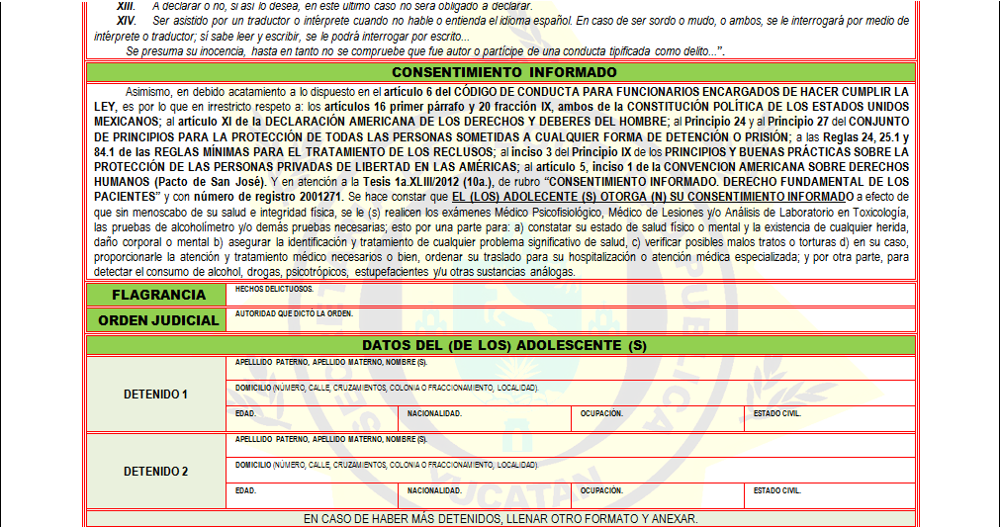 XIII. A declarar o no, si así lo desea, en este último caso no será obligado a declarar.
XIV. Ser asistido por un traductor o intérprete cuando no hable o entienda el idioma español. En caso de ser sordo o mudo, o ambos, se le interrogará por medio de
intérprete o traductor; sí sabe leer y escribir, se le podrá interrogar por escrito...
Se presuma su inocencia, hasta en tanto no se compruebe que fue autor o partícipe de una conducta tipificada como delito...".
CONSENTIMIENTO INFORMADO
Asimismo, en debido acatamiento a lo dispuesto en el artículo 6 del CÓDIGO DE CONDUCTA PARA FUNCIONARIOS ENCARGADOS DE HACER CUMPLIR LA
LEY, es por lo que en irrestricto respeto a: los artículos 16 primer párrafo y 20 fracción IX, ambos de la CONSTITUCIÓN POLÍTICA DE LOS ESTADOS UNIDOS
MEXICANOS; al artículo XI de la DECLARACIÓN AMERICANA DE LOS DERECHOS Y DEBERES DEL HOMBRE; al Principio 24 y al Principio 27 del CONJUNTO
DE PRINCIPIOS PARA LA PROTECCIÓN DE TODAS LAS PERSONAS SOMETIDAS A CUALQUIER FORMA DE DETENCIÓN O PRISIÓN; a las Reglas 24, 25.1 y
84.1 de las REGLAS MÍNIMAS PARA EL TRATAMIENTO DE LOS RECLUSOS; al inciso 3 del Principio IX de los PRINCIPIOS Y BUENAS PRÁCTICAS SOBRE LA
PROTECCIÓN DE LAS PERSONAS PRIVADAS DE LIBERTAD EN LAS AMÉRICAS; al artículo 5, inciso 1 de la CONVENCION AMERICANA SOBRE DERECHOS
HUMANOS (Pacto de San José). Y en atención a la Tesis 1a.XLIII/2012 (10a.), de rubro "CONSENTIMIENTO INFORMADO. DERECHO FUNDAMENTAL DE LOS
PACIENTES" y con número de registro 2001271. Se hace constar que EL (LOS) ADOLECENTE (S) OTORGA (N) SU CONSENTIMIENTO INFORMADO a efecto de
que sin menoscabo de su salud e integridad física, se le (s) realicen los exámenes Médico Psicofisiológico, Médico de Lesiones y/o Análisis de Laboratorio en Toxicología,
las pruebas de alcoholímetro y/o demás pruebas necesarias; esto por una parte para: a) constatar su estado de salud físico o mental y la existencia de cualquier herida,
daño corporal o mental b) asegurar la identificación y tratamiento de cualquier problema significativo de salud, c) verificar posibles malos tratos o torturas d) en su caso,
proporcionarle la atención y tratamiento médico necesarios o bien, ordenar su traslado para su hospitalización o atención médica especializada; y por otra parte, para
detectar el consumo de alcohol, drogas, psicotrópicos, estupefacientes y/u otras sustancias análogas.
FLAGRANCIA HECHOS DELICTUOSOS.
ORDEN JUDICIAL AUTORIDAD QUE DICTÓ LA ORDEN.
DATOS DEL (DE LOS) ADOLESCENTE (S)
DETENIDO 1
APELLLIDO PATERNO, APELLIDO MATERNO, NOMBRE (S).
DOMICILIO (NÚMERO, CALLE, CRUZAMIENTOS, COLONIA O FRACCIONAMIENTO, LOCALIDAD).
EDAD. NACIONALIDAD. OCUPACIÓN. ESTADO CIVIL.
DETENIDO 2
APELLLIDO PATERNO, APELLIDO MATERNO, NOMBRE (S).
DOMICILIO (NÚMERO, CALLE, CRUZAMIENTOS, COLONIA O FRACCIONAMIENTO, LOCALIDAD).
EDAD. NACIONALIDAD. OCUPACIÓN. ESTADO CIVIL.
EN CASO DE HABER MÁS DETENIDOS, LLENAR OTRO FORMATO Y ANEXAR.
YUCATAN